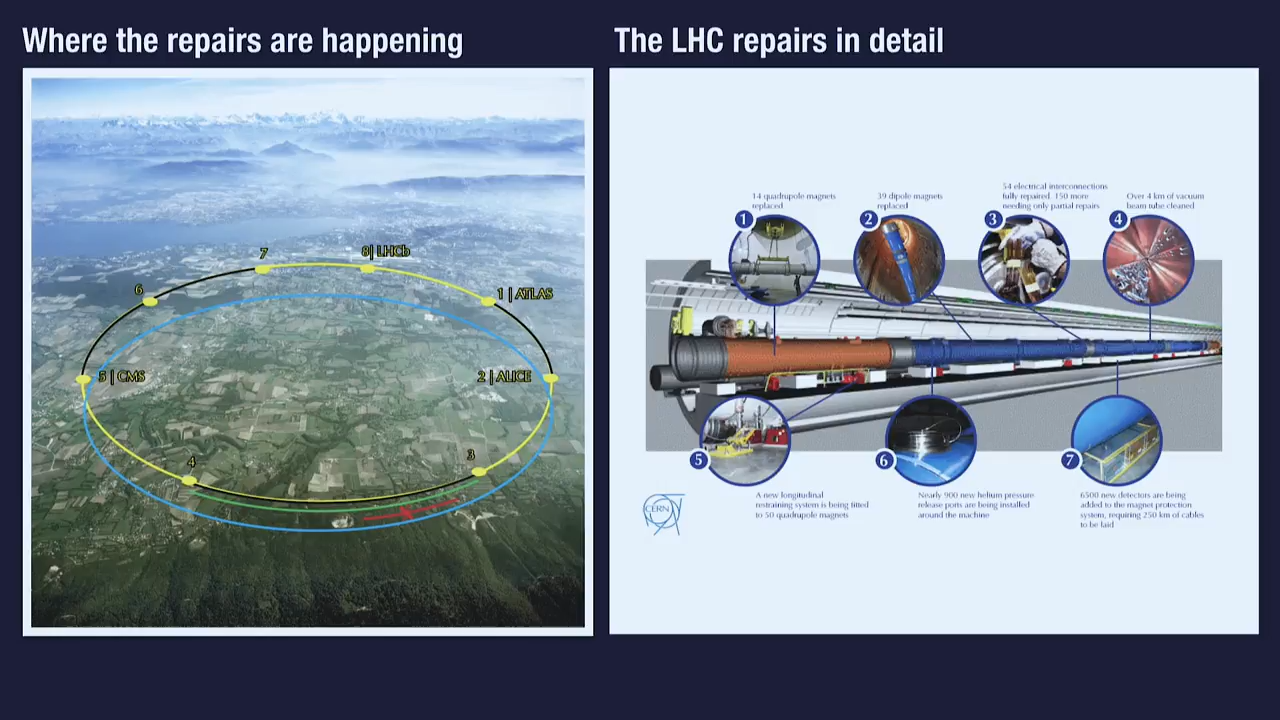 Where the repairs are happening
The LHC repairs in detail
7
8| LHCb
6
1 | ATLAS
5 | CMS
2 | ALICE
4
3
1
14 quadrupole magnets
replaced
2
39 dipole magnets
replaced
3
54 electrical interconnections
fully repaired. 150 more
needing only partial repairs
4
Over 4 km of vacuum
beam tube cleaned
5
A new longitudinal
restraining system is being fitted
to 50 quadrupole magnets
6
Nearly 900 new helium pressure
release ports are being installed
around the machine
7
6500 new detectors are being
added to the magnet protection
system, requiring 250 km of cables
to be laid
CERN